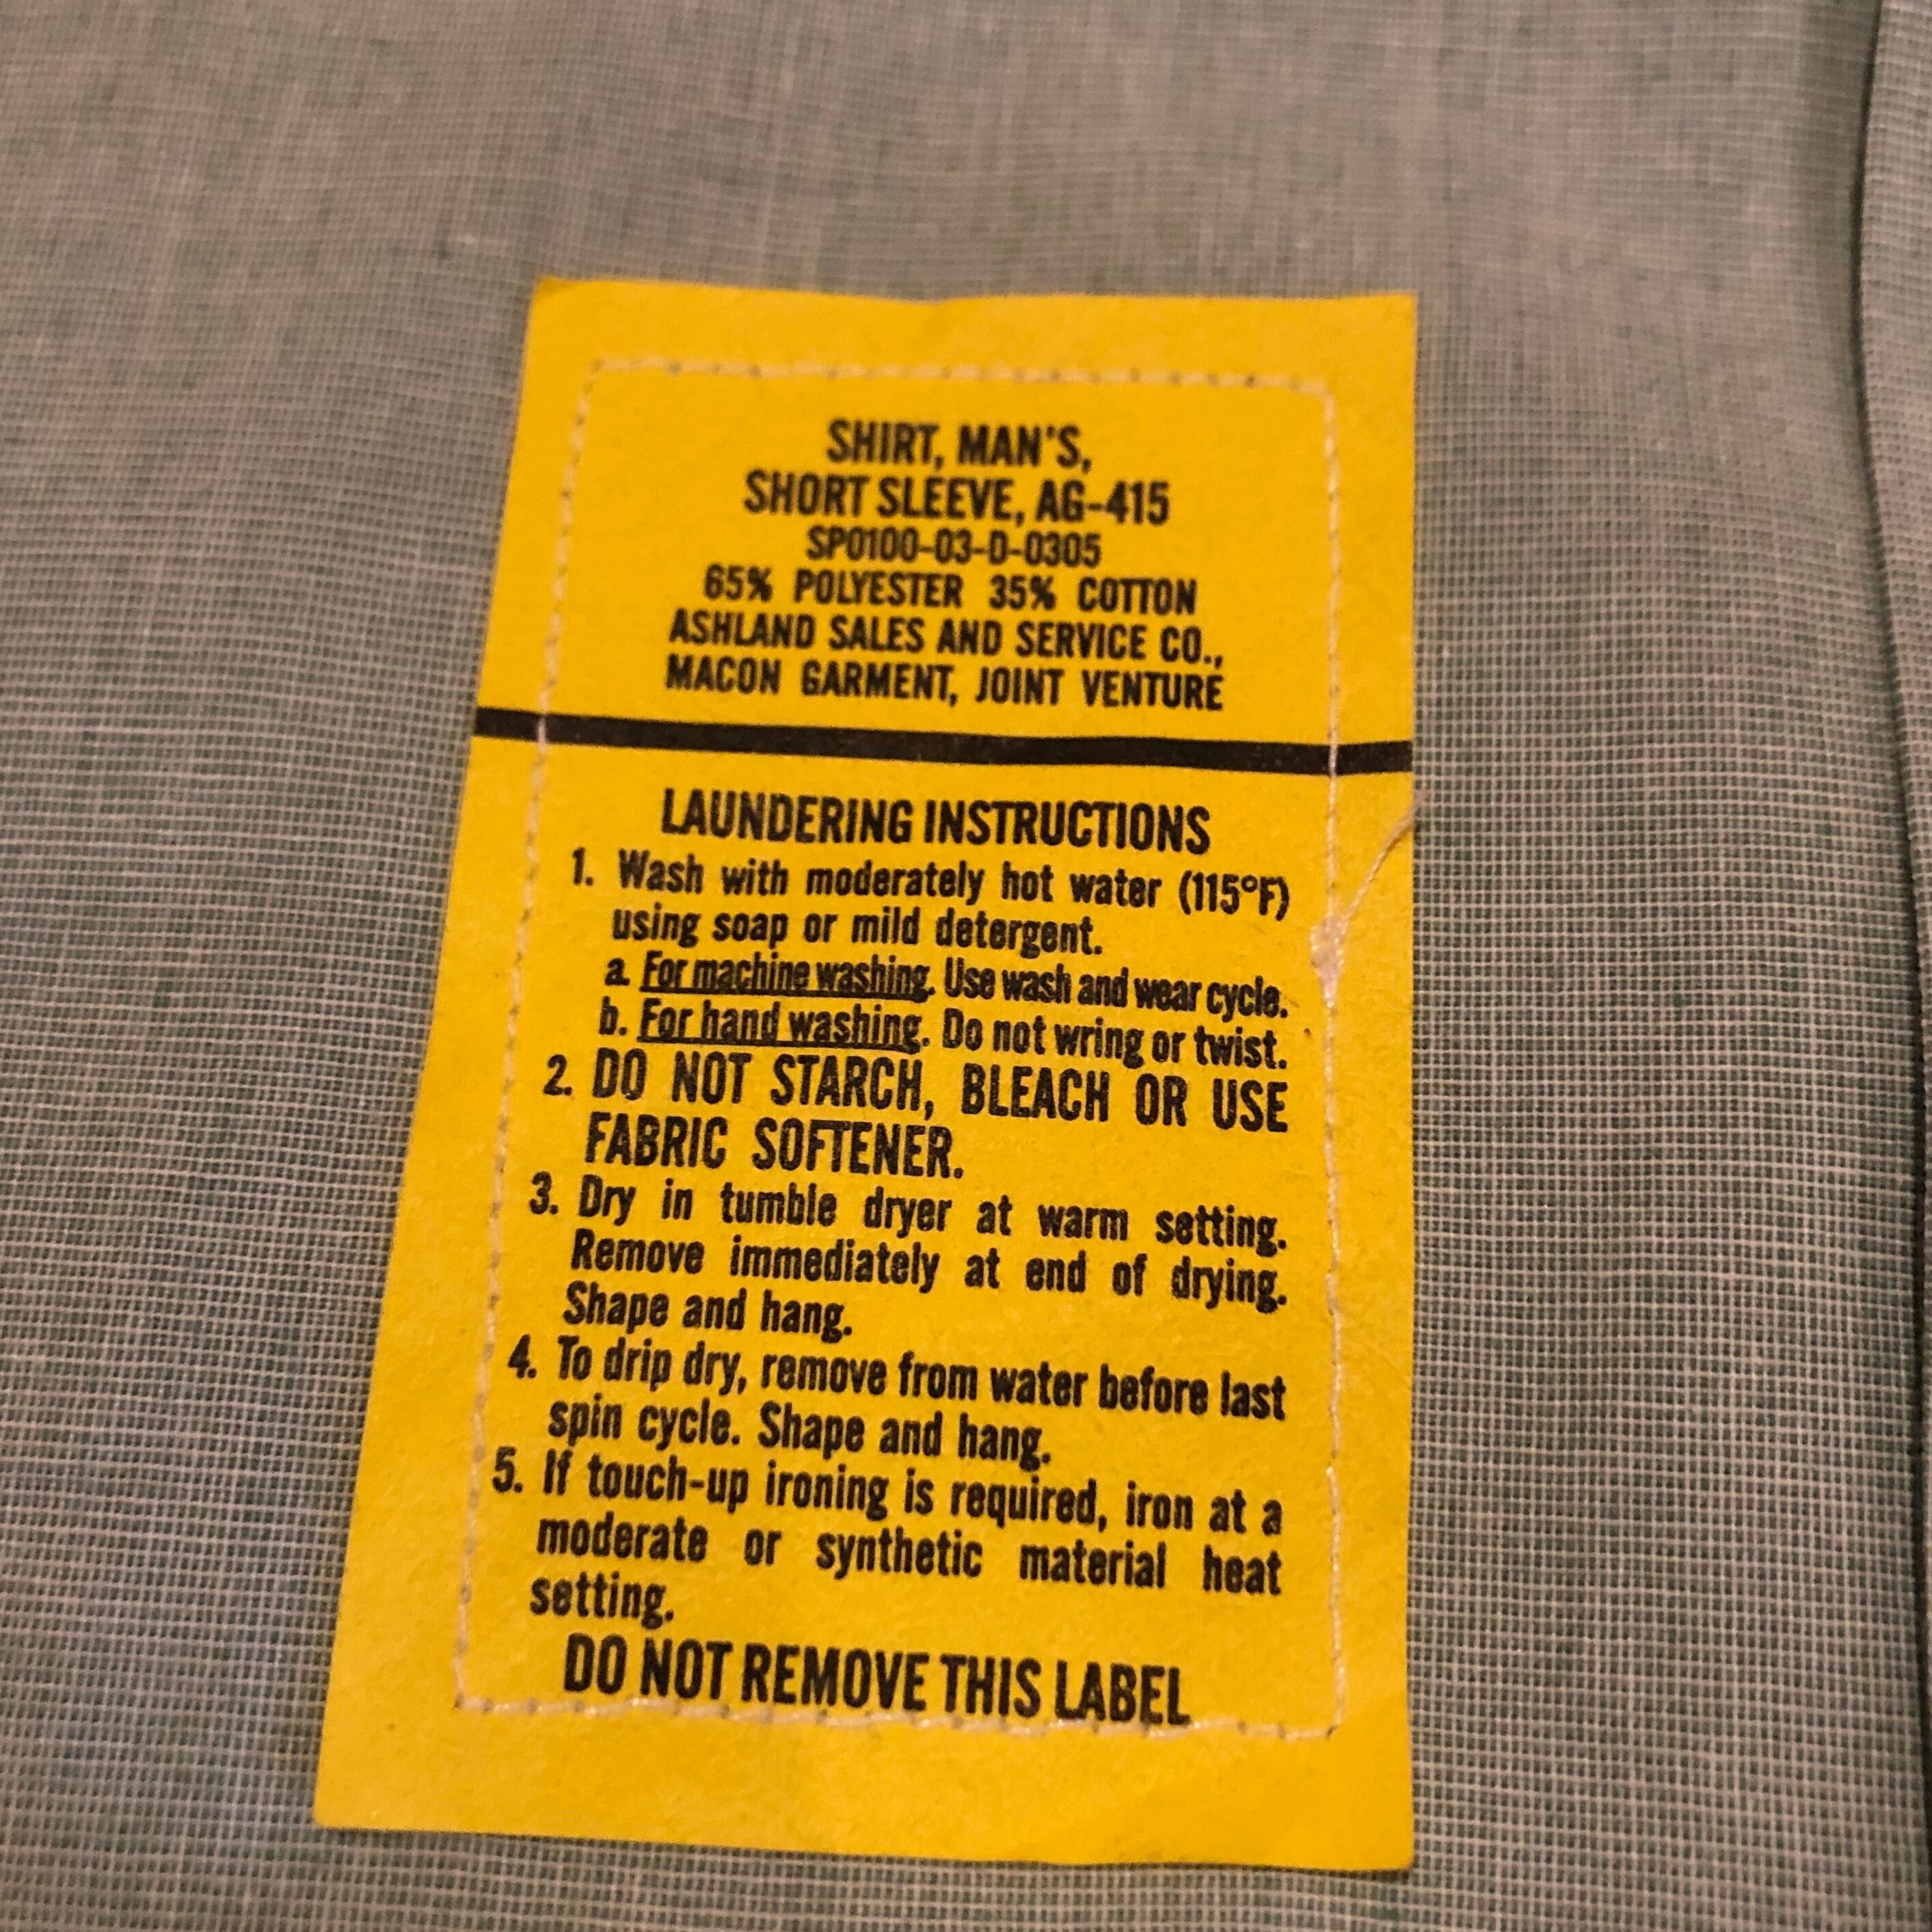 SHIRT, MAN'S,
SHORT SLEEVE, AG-415
SP0100-03-D-0305
65% POLYESTER 35% COTTON
ASHLAND SALES AND SERVICE CO.,
MACON GARMENT, JOINT VENTURE
LAUNDERING INSTRUCTIONS
1. Wash with moderately hot water (115°F)
using soap or mild detergent.
a. For machine washing. Use wash and wear cycle.
b. For hand washing. Do not wring or twist.
2. DO NOT STARCH, BLEACH OR USE
FABRIC SOFTENER.
3. Dry in tumble dryer at warm setting.
Remove immediately at end of drying.
Shape and hang.
4. To drip dry, remove from water before last
spin cycle. Shape and hang.
5. If touch-up ironing is required, iron at a
moderate or synthetic material heat
setting.
DO NOT REMOVE THIS LABEL